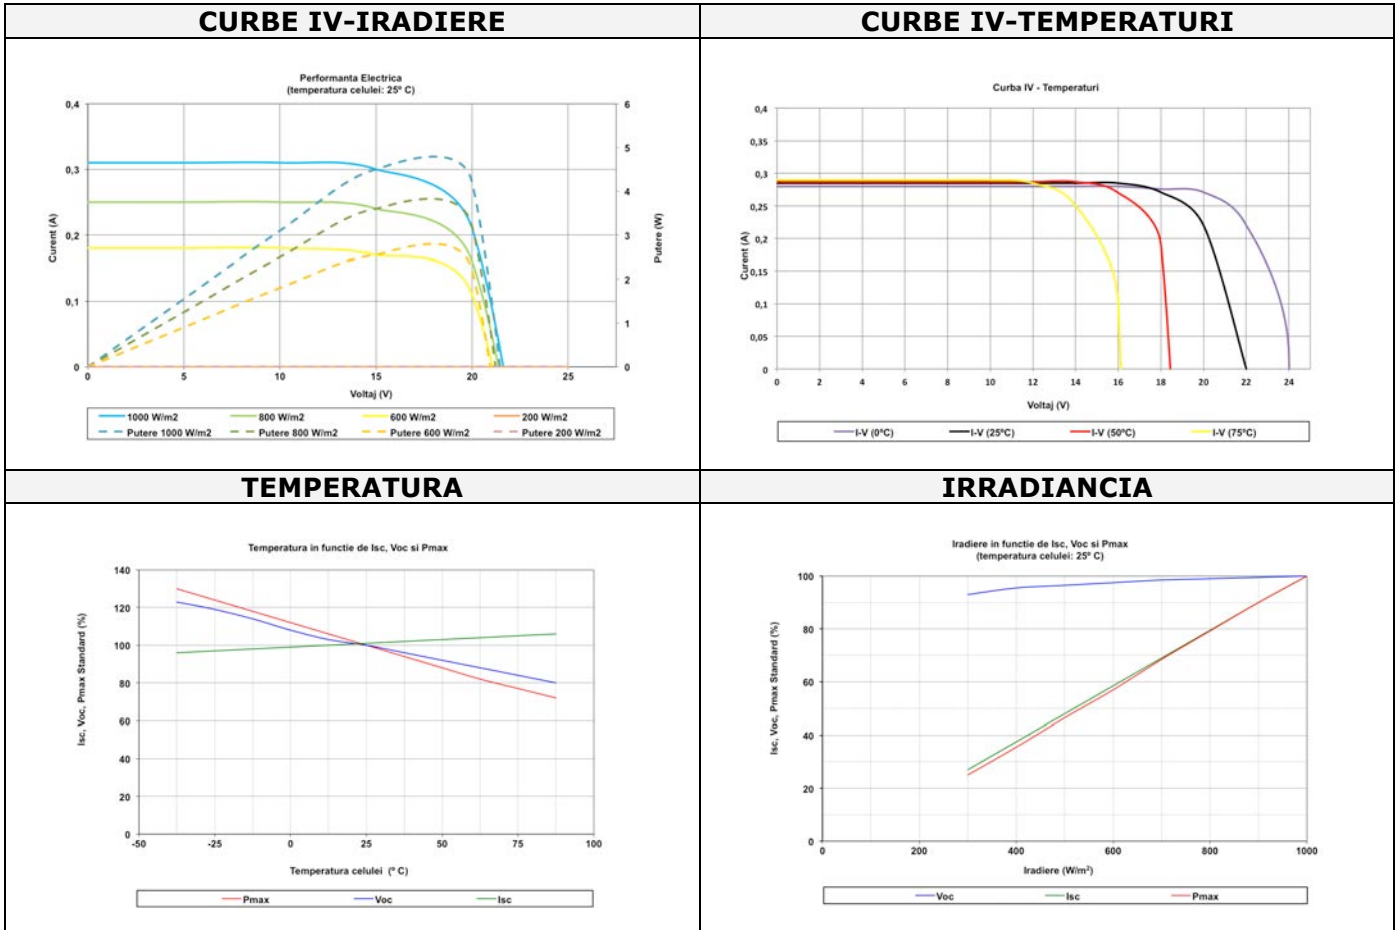 CURBE IV-IRADIERE
Performanta Electrica
(temperatura celulei: 25º C)
0,4
0,3
0,2
0,1
0
6
5
4
3
2
1
0
Curent (A)
Putere (W)
0 5 10 15 20 25
Voltaj (V)
1000 W/m2 800 W/m2 600 W/m2 200 W/m2
Putere 1000 W/m2 Putere 800 W/m2 Putere 600 W/m2 Putere 200 W/m2
CURBE IV-TEMPERATURI
Curba IV - Temperaturi
0,4
0,35
0,3
0,25
0,2
0,15
0,1
0,05
0
Curent (A)
0 2 4 6 8 10 12 14 16 18 20 22 24
Voltaj (V)
I-V (0ºC) I-V (25ºC) I-V (50ºC) I-V (75ºC)
TEMPERATURA
Temperatura in functie de Isc, Voc si Pmax
140
120
100
80
60
40
20
0
Isc, Voc, Pmax Standard (%)
-50 -25 0 25 50 75 100
Temperatura celulei (º C)
Pmax Voc Isc
IRRADIANCIA
Iradiere in functie de Isc, Voc si Pmax
(temperatura celulei: 25º C)
100
80
60
40
20
0
Isc, Voc, Pmax Standard (%)
0 200 400 600 800 1000
Iradiere (W/m²)
Voc Isc Pmax